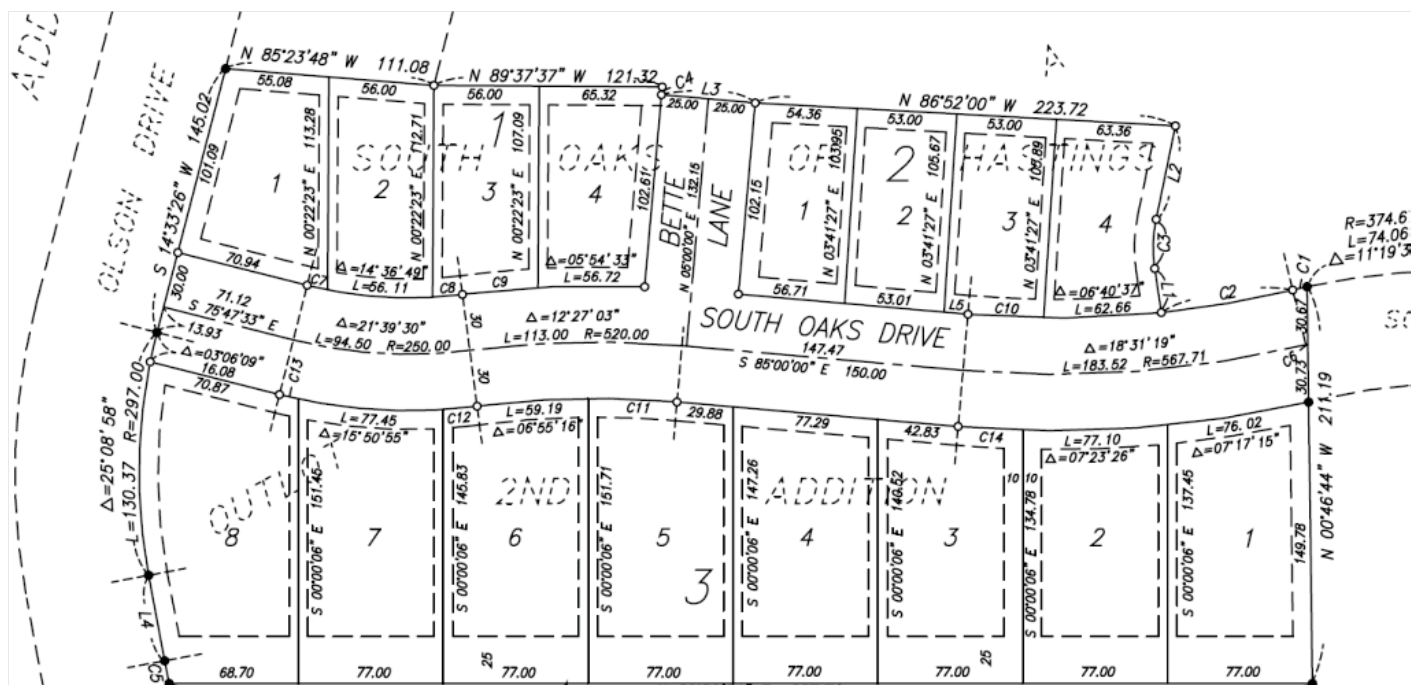 ADD
N 85°23'48" W 111.08
N 89°37'37" W 121.32
C4
L3
N 86°52'00" W 223.72
A
OLSON DRIVE
S 14°33'26" W 145.02
101.09
30.00
55.08
56.00
56.00
65.32
25.00
25.00
54.36
53.00
53.00
63.36
L2
C3
L1
SOUTH OAKS OF HASTINGS
1
2
1
N 00°22'23" E 113.28
2
N 00°22'23" E 112.71
3
N 00°22'23" E 107.09
4
102.61
BETTE LANE
N 05°00'00" E 132.15
102.15
1
N 03°41'27" E 103.95
2
N 03°41'27" E 105.67
3
N 03°41'27" E 105.89
4
70.94
C7
△=14°36'49"
L=56.11
C8
C9
△=05°54'33"
L=56.72
56.71
53.01
L5
C10
△=06°40'37"
L=62.66
C2
C1
R=374.6
L=74.06
△=11°19'3
71.12
S 75°47'33" E
13.93
△=03°06'09"
16.08
70.87
C13
△=21°39'30"
L=94.50 R=250.00
30
30
△=12°27'03"
L=113.00 R=520.00
SOUTH OAKS DRIVE
147.47
S 85°00'00" E 150.00
△=18°31'19"
L=183.52 R=567.71
C6
30.67
30.73
SO
△=25°08'58"
L=130.37 R=297.00
L4
C5
L=77.45
△=15°50'55"
C12
L=59.19
△=06°55'16"
C11
29.88
77.29
42.83
C14
L=77.10
△=07°23'26"
L=76.02
△=07°17'15"
OUTLOT
2ND
ADDITION
8
S 00°00'06" E 151.45
7
S 00°00'06" E 145.83
6
S 00°00'06" E 151.71
5
S 00°00'06" E 147.26
4
S 00°00'06" E 140.52
3
10 10
S 00°00'06" E 134.78
2
S 00°00'06" E 137.45
1
149.78
N 00°46'44" W 211.19
3
25
25
68.70
77.00
77.00
77.00
77.00
77.00
77.00
77.00